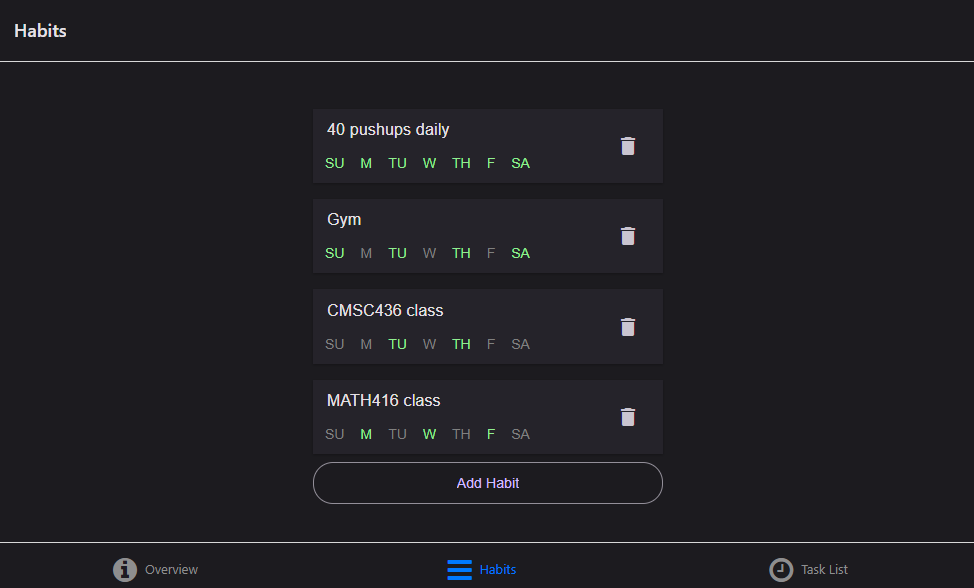 Habits
40 pushups daily
SU M TU W TH F SA
Gym
SU M TU W TH F SA
CMSC436 class
SU M TU W TH F SA
MATH416 class
SU M TU W TH F SA
Add Habit
Overview Habits Task List